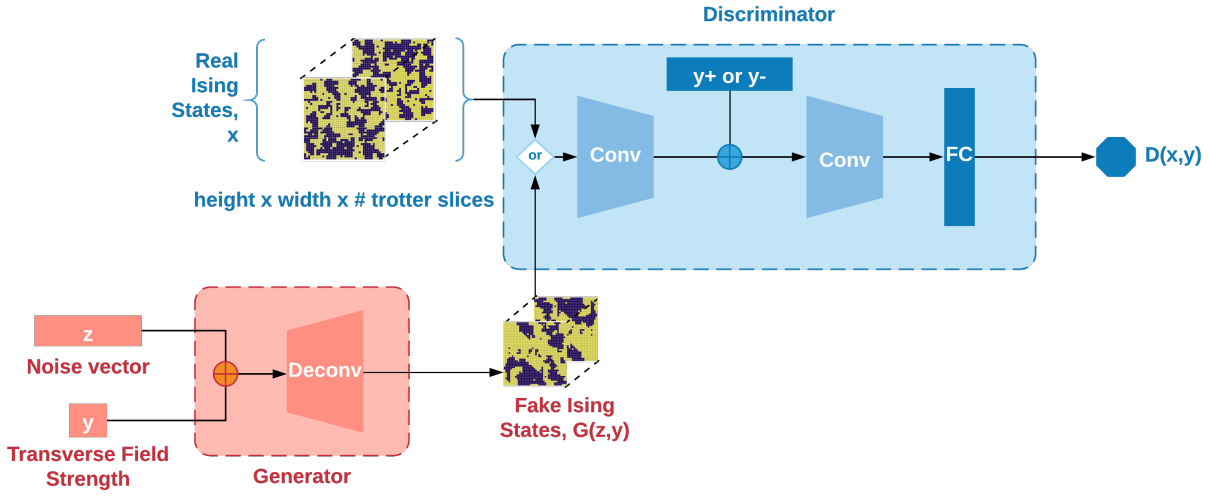 Discriminator
Real
Ising
States,
x
y+ or y-
or
Conv
Conv
FC
D(x,y)
height x width x # trotter slices
z
Noise vector
y
Transverse Field
Strength
Deconv
Generator
Fake Ising
States, G(z,y)